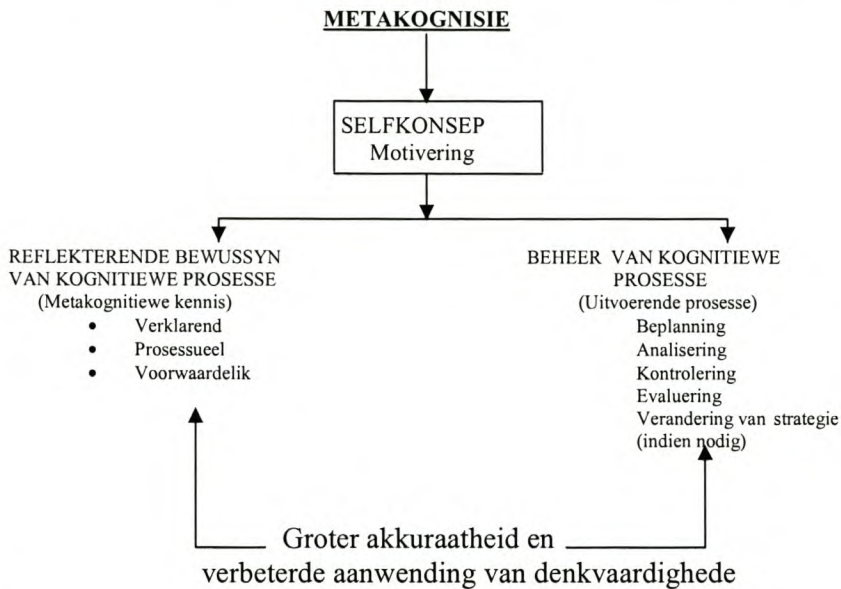 METAKOGNISIE
SELFKONSEP
Motivering
REFLEKTERENDE BEWUSSYN
VAN KOGNITIEWE PROSESSE
(Metakognitiewe kennis)
• Verklarend
• Prosessueel
• Voorwaardelik
BEHEER VAN KOGNITIEWE
PROSESSE
(Uitvoerende prosesse)
Beplanning
Analisering
Kontrolering
Evaluering
Verandering van strategie
(indien nodig)
Groter akkuraatheid en
verbeterde aanwending van denkvaardighede